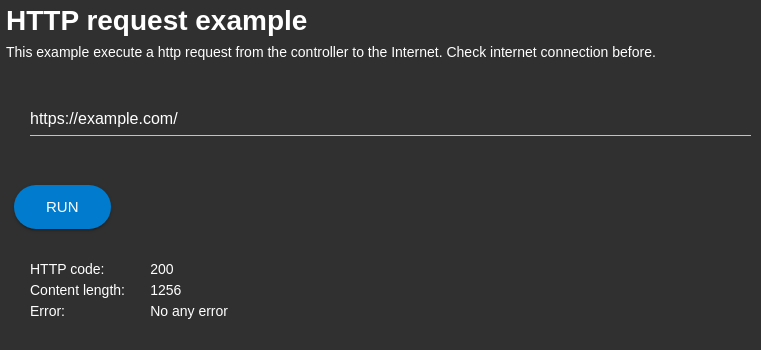 HTTP request example
This example execute a http request from the controller to the Internet. Check internet connection before.
https://example.com/
RUN
HTTP code: 200
Content length: 1256
Error: No any error